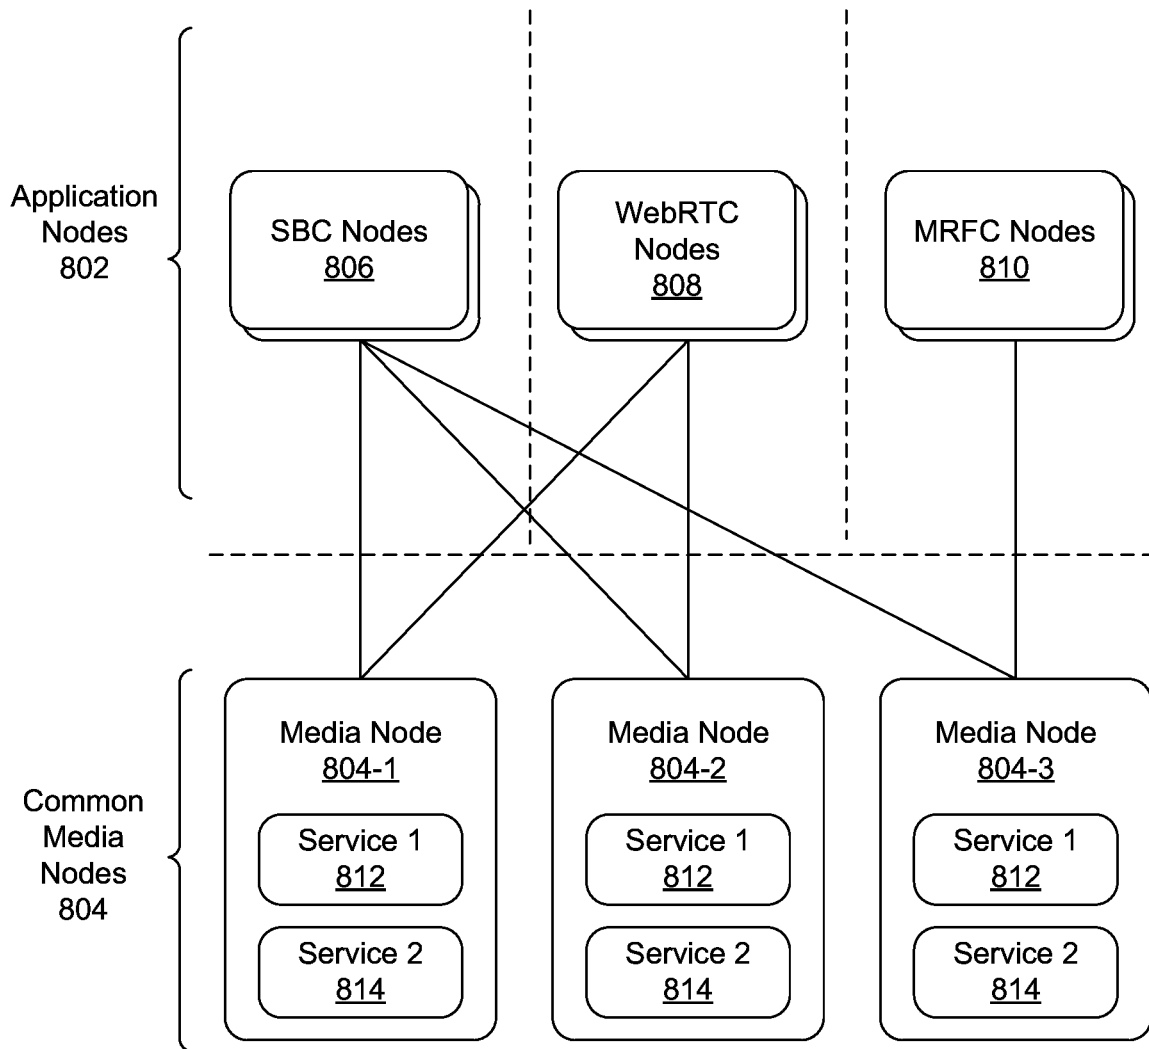 Application
Nodes
802
SBC Nodes
806
WebRTC
Nodes
808
MRFC Nodes
810
Common
Media
Nodes
804
Media Node
804-1
Service 1
812
Service 2
814
Media Node
804-2
Service 1
812
Service 2
814
Media Node
804-3
Service 1
812
Service 2
814